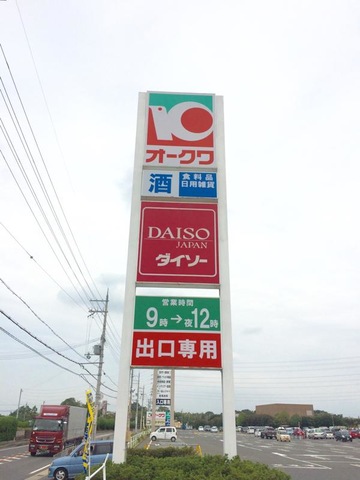 オークワ
酒
食料品
日用雑貨
DAISO
JAPAN
ダイソー
営業時間
9時→夜12時
出口専用